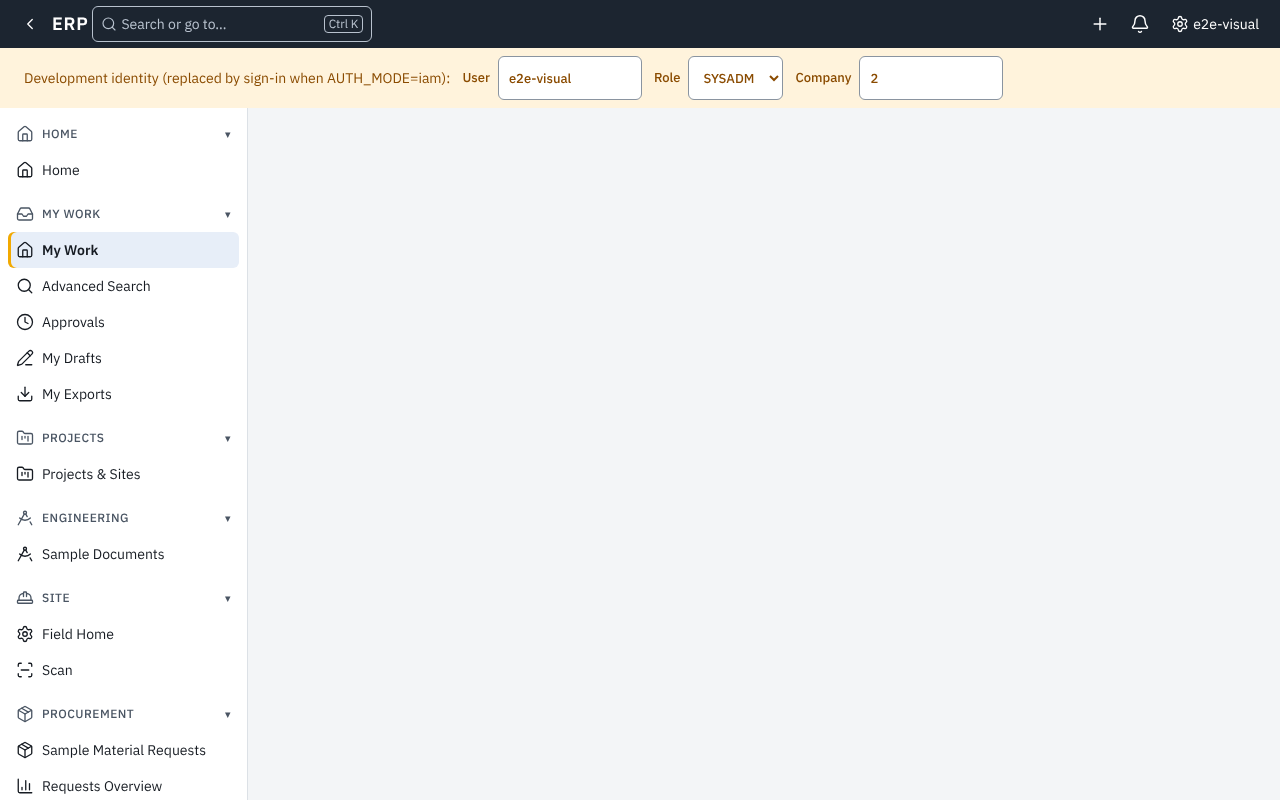 ERP
Search or go to...
Ctrl K
e2e-visual
Development identity (replaced by sign-in when AUTH_MODE=iam):
User
e2e-visual
Role
SYSADM
Company
2
HOME
Home
MY WORK
My Work
Advanced Search
Approvals
My Drafts
My Exports
PROJECTS
Projects & Sites
ENGINEERING
Sample Documents
SITE
Field Home
Scan
PROCUREMENT
Sample Material Requests
Requests Overview